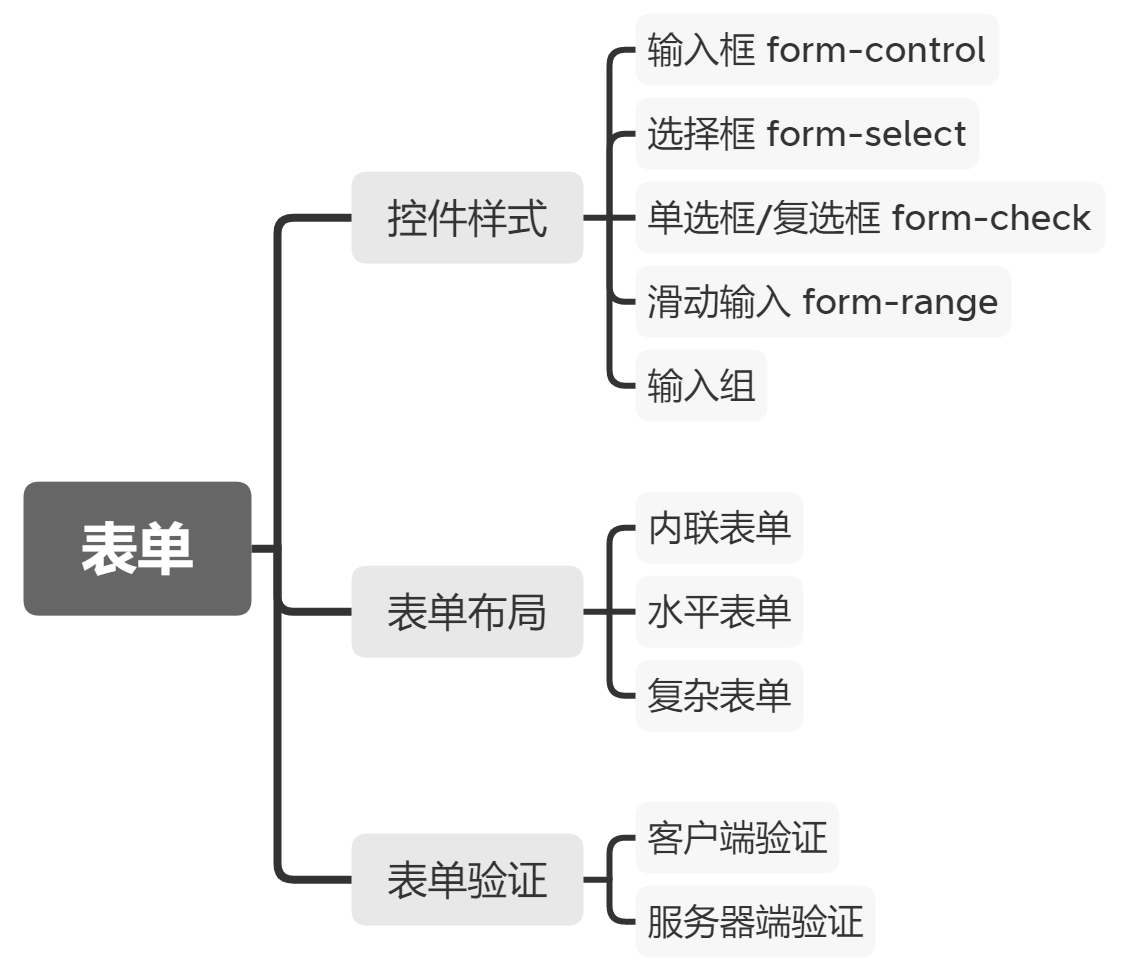 表单
控件样式
输入框 form-control
选择框 form-select
单选框/复选框 form-check
滑动输入 form-range
输入组
表单布局
内联表单
水平表单
复杂表单
表单验证
客户端验证
服务器端验证